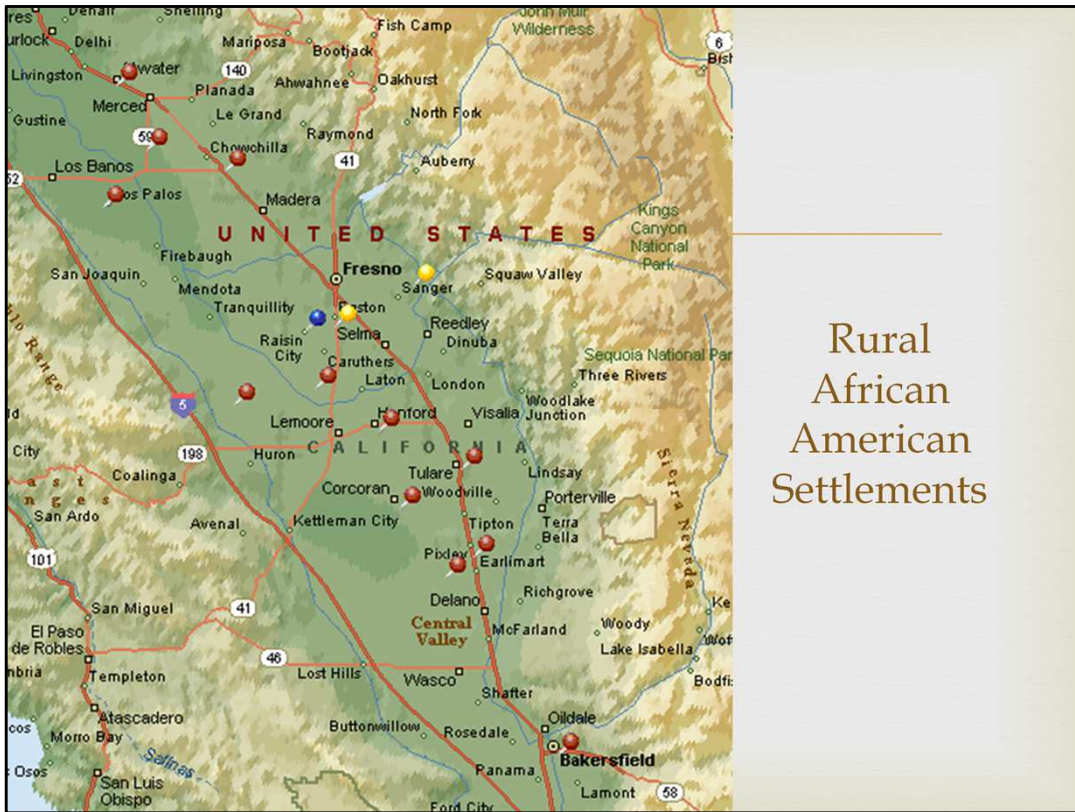 Denair
Snelling
Delhi
Livingston
Merced
Gustine
Planada
140
Le Grand
Mariposa
Bootjack
Ahwahnee
Oakhurst
Fish Camp
John Muir
Wilderness
6
North Fork
Raymond
Auberry
59
Chowchilla
41
Los Banos
Madera
UNITED STATES
Kings
Canyon
National
Park
Firebaugh
San Joaquin
Mendota
Fresno
Sanger
Squaw Valley
Tranquillity
Raisin
City
Selma
Reedley
Dinuba
Caruthers
Laton
London
Sequoia National Par
Three Rivers
Woodlake
Junction
5
Lemoore
Hanford
Visalia
CALIFORNIA
City
198
Huron
Coalinga
Tulare
Lindsay
Corcoran
Woodville
Porterville
Sierra Nevada
San Ardo
Avenal
Kettleman City
Tipton
Terra
Bella
101
Pixley
Earlimart
Richgrove
San Miguel
41
Delano
Central
Valley
McFarland
Woody
Lake Isabella
El Paso
de Robles
46
Lost Hills
Wasco
Templeton
Shafter
Atascadero
Buttonwillow
Rosedale
Oildale
Morro Bay
Salinas
Bakersfield
San Luis
Obispo
Panama
Lamont
Ford City
58
Rural
African
American
Settlements